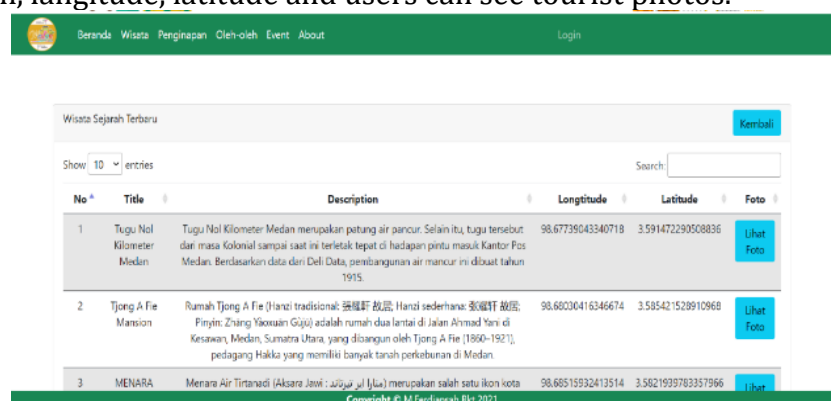 n, langitude, latitude and users can see tourist photos.
Beranda Wisata Penginapan Oleh-oleh Event About Login
Wisata Sejarah Terbaru Kembali
Show 10 entries Search:
No Title Description Longtitude Latitude Foto
1 Tugu Nol Kilometer Medan
Tugu Nol Kilometer Medan merupakan patung air pancur. Selain itu, tugu tersebut
dari masa Kolonial sampai saat ini terletak tepat di hadapan pintu masuk Kantor Pos
Medan. Berdasarkan data dari Deli Data, pembangunan air mancur ini dibuat tahun
1915.
98.67739043340718 3.591472290508836 Lihat Foto
2 Tjong A Fie Mansion
Rumah Tjong A Fie (Hanzi tradisional: 張耀軒 故居; Hanzi sederhana: 张耀轩 故居;
Pinyin: Zhāng Yàoxuān Gùjū) adalah rumah dua lantai di Jalan Ahmad Yani di
Kesawan, Medan, Sumatra Utara, yang dibangun oleh Tjong A Fie (1860–1921),
pedagang Hakka yang memiliki banyak tanah perkebunan di Medan.
98.68030416346674 3.585421528910968 Lihat Foto
3 MENARA
Menara Air Tirtanadi (Aksara Jawi : منارا اير تيرتاند) merupakan salah satu ikon kota
98.68515932413514 3.5821939783357966 Lihat
Copyright © M Ferdiansah Bkt 2021